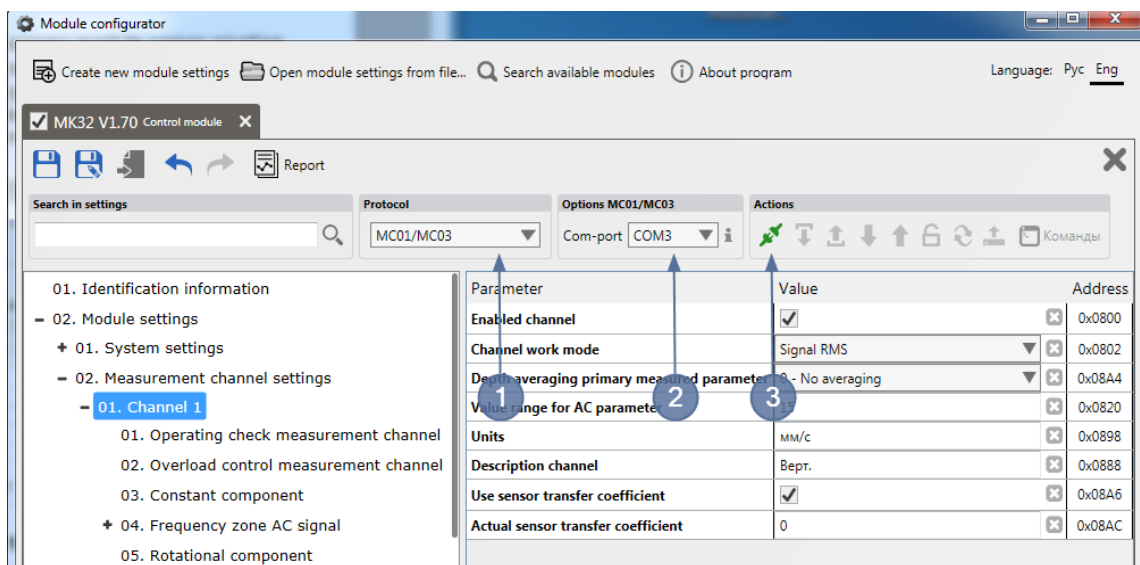 Module configurator
Create new module settings Open module settings from file... Search available modules About program Language: Рус Eng
MK32 V1.70 Control module
Report
Search in settings Protocol Options MC01/MC03 Actions
MC01/MC03 Com-port COM3 Команды
01. Identification information
02. Module settings
01. System settings
02. Measurement channel settings
01. Channel 1
01. Operating check measurement channel
02. Overload control measurement channel
03. Constant component
04. Frequency zone AC signal
05. Rotational component
Parameter Value Address
Enabled channel 0x0800
Channel work mode Signal RMS 0x0802
Depth averaging primary measured parameter 0 - No averaging 0x08A4
Value range for AC parameter 15 0x0820
Units мм/с 0x0898
Description channel Верт. 0x0888
Use sensor transfer coefficient 0x08A6
Actual sensor transfer coefficient 0 0x08AC
1 2 3